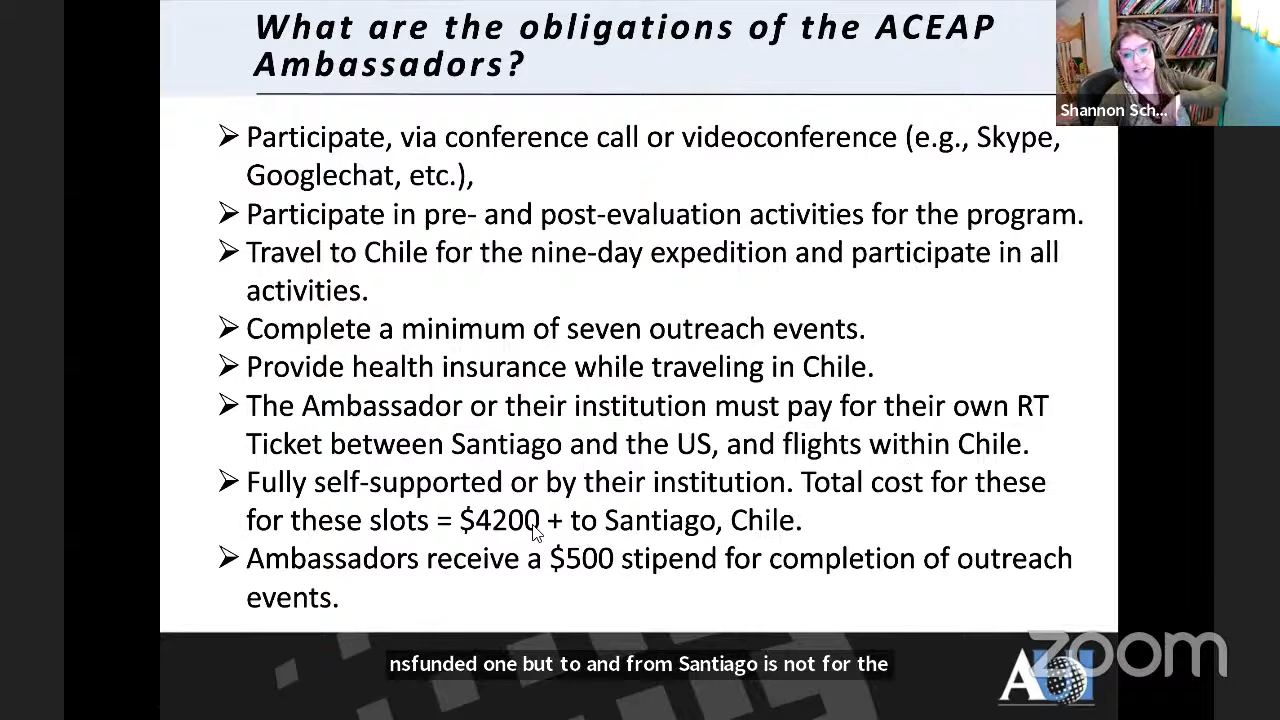 What are the obligations of the ACEAP
Ambassadors?
Shannon Sch...
➢ Participate, via conference call or videoconference (e.g., Skype,
Googlechat, etc.),
➢ Participate in pre- and post-evaluation activities for the program.
➢ Travel to Chile for the nine-day expedition and participate in all
activities.
➢ Complete a minimum of seven outreach events.
➢ Provide health insurance while traveling in Chile.
➢ The Ambassador or their institution must pay for their own RT
Ticket between Santiago and the US, and flights within Chile.
➢ Fully self-supported or by their institution. Total cost for these
for these slots = $4200 + to Santiago, Chile.
➢ Ambassadors receive a $500 stipend for completion of outreach
events.
nsfunded one but to and from Santiago is not for the
zoom